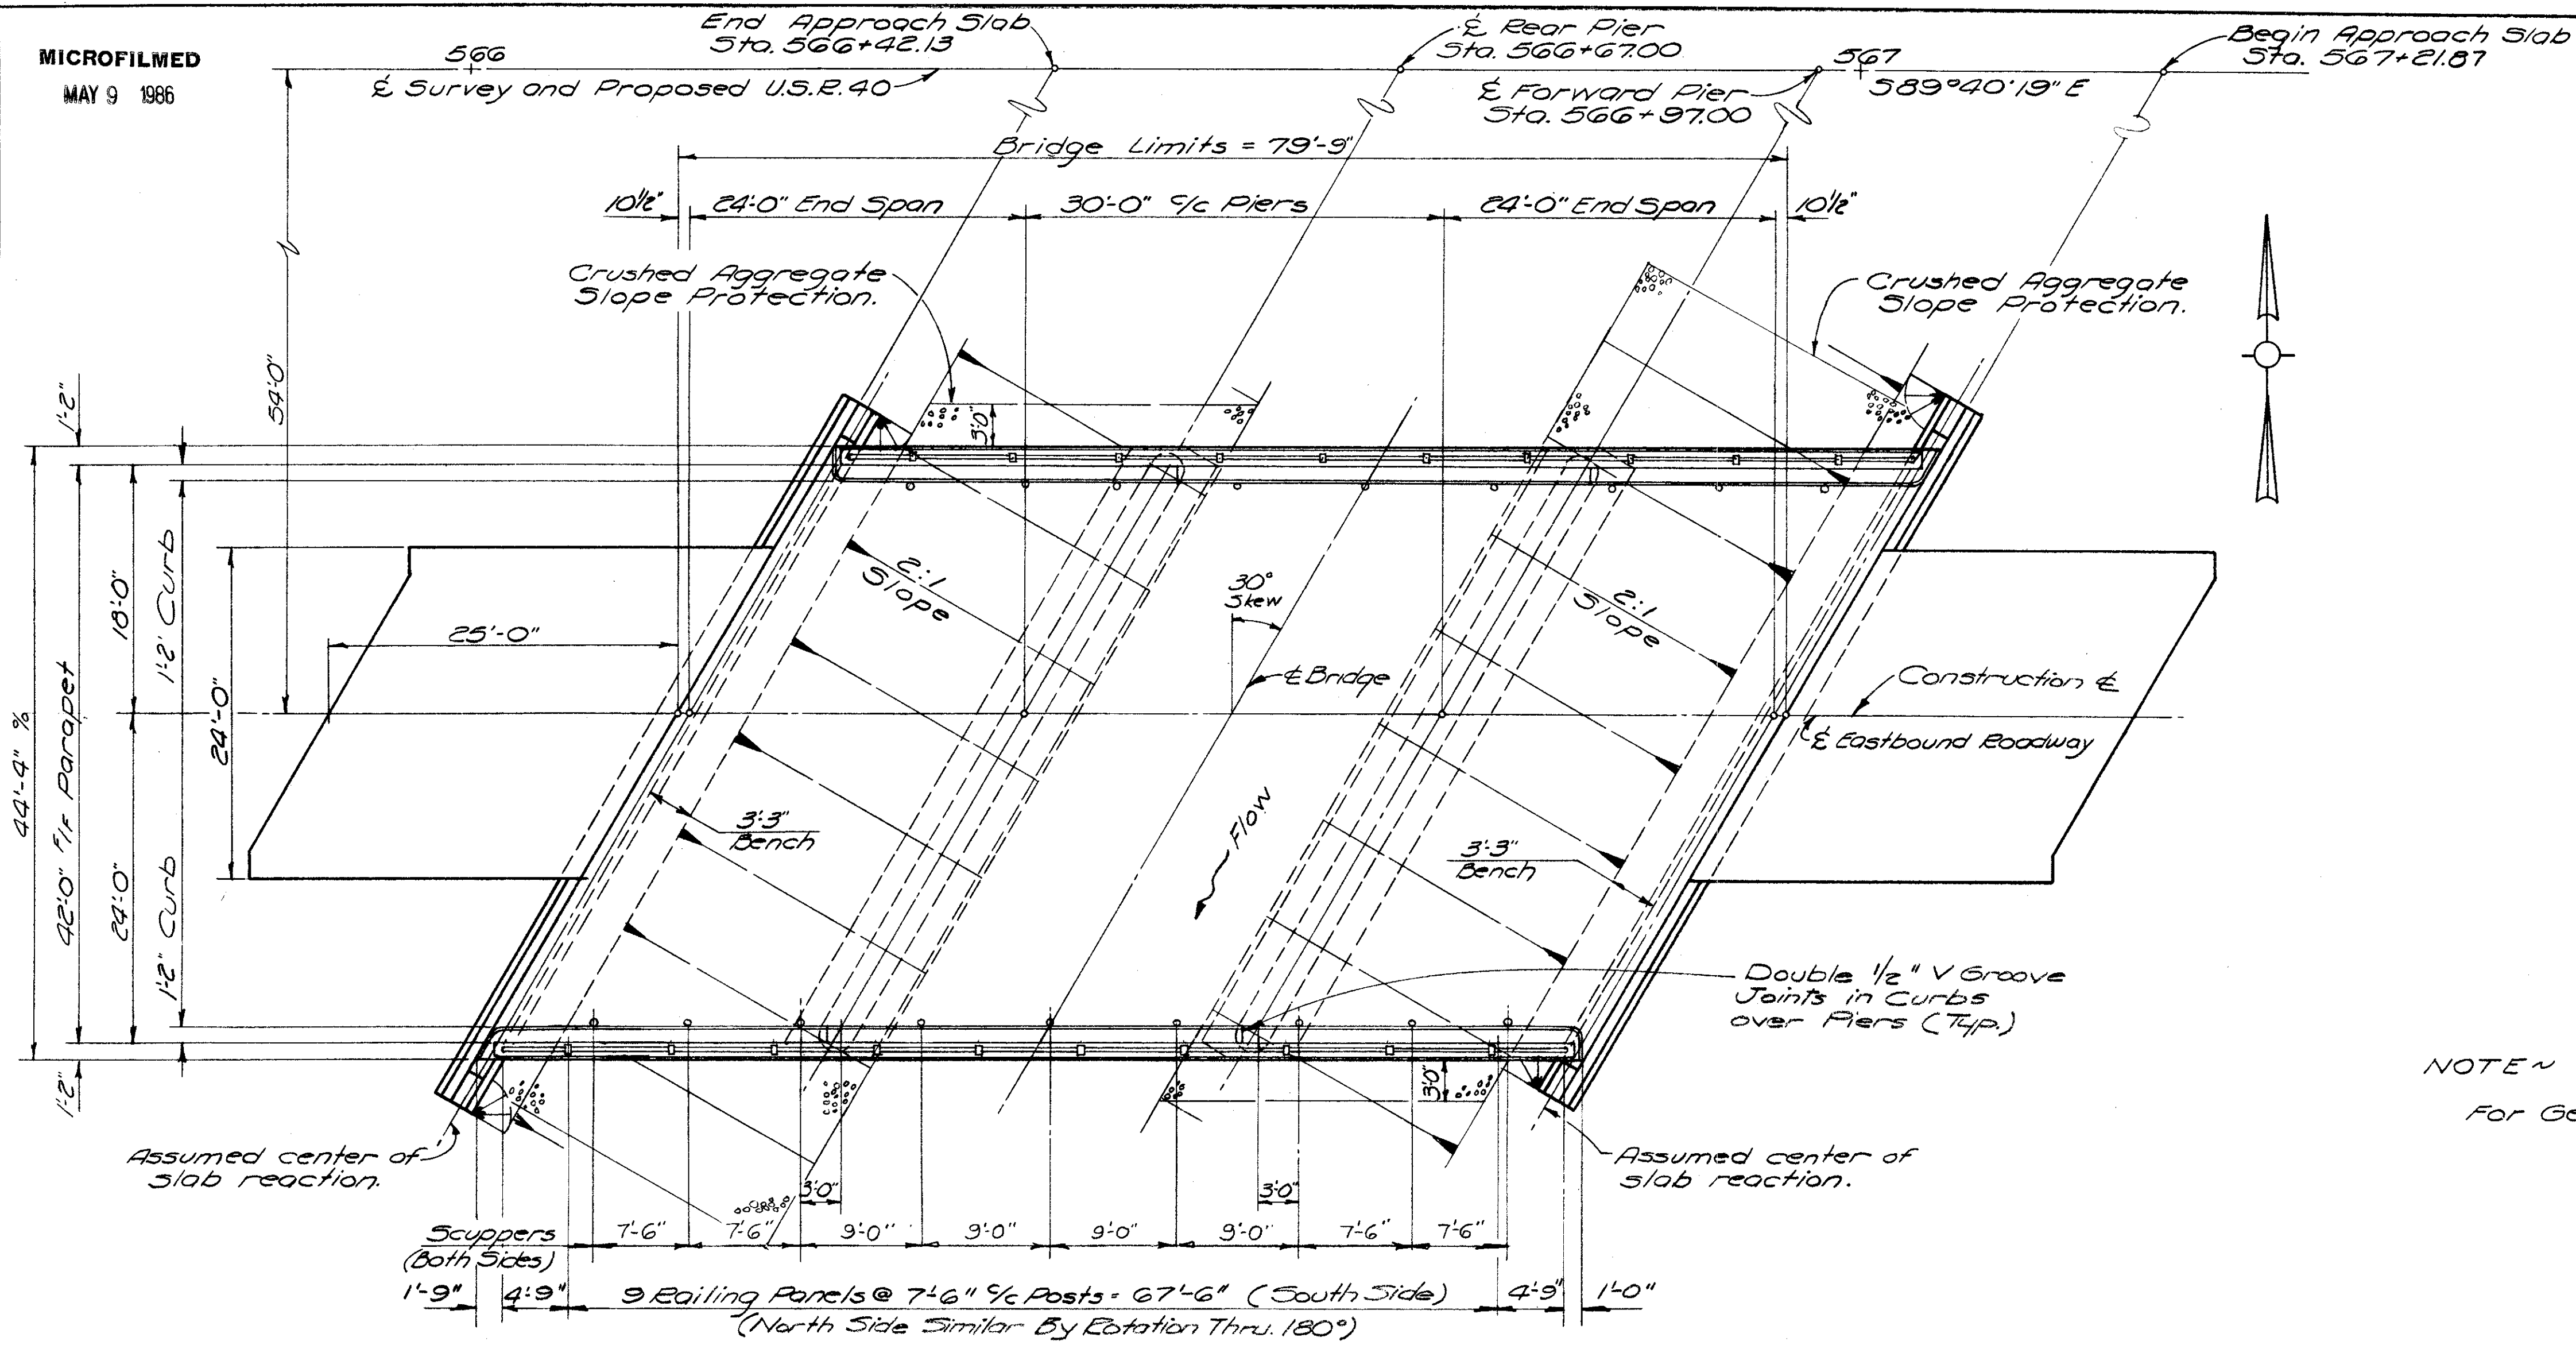 MICROFILMED
MAY 9 1986
566
End Approach Slab
Sta. 566+42.13
℄ Survey and Proposed U.S.R. 40
℄ Rear Pier
Sta. 566+67.00
℄ Forward Pier
Sta. 566+97.00
567
S89°40'19" E
Begin Approach Slab
Sta. 567+21.87
Bridge Limits = 79'-9"
10½"
24'-0" End Span
30'-0" c/c Piers
24'-0" End Span
10½"
Crushed Aggregate
Slope Protection.
Crushed Aggregate
Slope Protection.
54'-0"
1'-2"
3'-0"
44'-4" %
42'-0" F/F Parapet
18'-0"
24'-0"
1'-2" Curb
1'-2" Curb
24'-0"
1'-2"
25'-0"
2:1
Slope
30°
Skew
2:1
Slope
℄ Bridge
Construction ℄
℄ Eastbound Roadway
3'-3"
Bench
Flow
3'-3"
Bench
Double 1/2" V Groove
Joints in Curbs
over Piers (Typ.)
3'-0"
NOTE~
For Ge
Assumed center of
slab reaction.
Assumed center of
slab reaction.
3'-0"
3'-0"
Scuppers
(Both Sides)
7'-6"
7'-6"
9'-0"
9'-0"
9'-0"
9'-0"
7'-6"
7'-6"
1'-9"
4'-9"
9 Railing Panels @ 7'-6" c/c Posts = 67'-6" (South Side)
4'-9"
1'-0"
(North Side Similar By Rotation Thru. 180°)